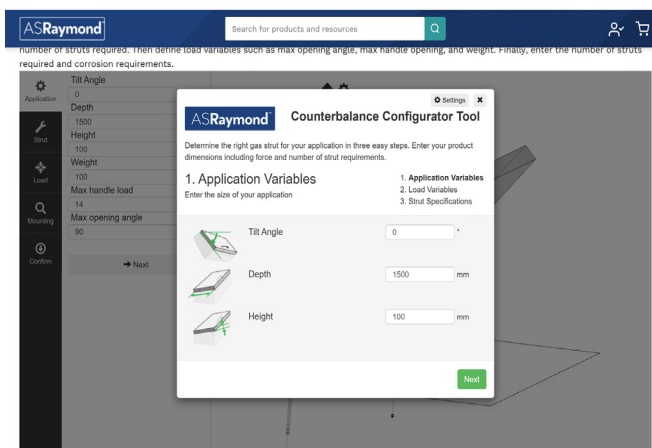 ASRaymond
Search for products and resources
number of struts required. Then define load variables such as max opening angle, max handle opening, and weight. Finally, enter the number of struts
required and corrosion requirements.
Application
Strut
Load
Mounting
Confirm
Tilt Angle
0
Depth
1500
Height
100
Weight
100
Max handle load
14
Max opening angle
90
Next
Settings
ASRaymond
Counterbalance Configurator Tool
Determine the right gas strut for your application in three easy steps. Enter your product
dimensions including force and number of strut requirements.
1. Application Variables
Enter the size of your application
1. Application Variables
2. Load Variables
3. Strut Specifications
Tilt Angle
0 °
Depth
1500 mm
Height
100 mm
Next